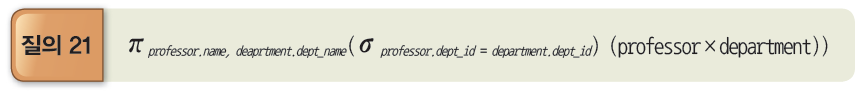 질의 21 π professor.name, deaprtment.dept_name(σ professor.dept_id = department.dept_id) (professor×department))